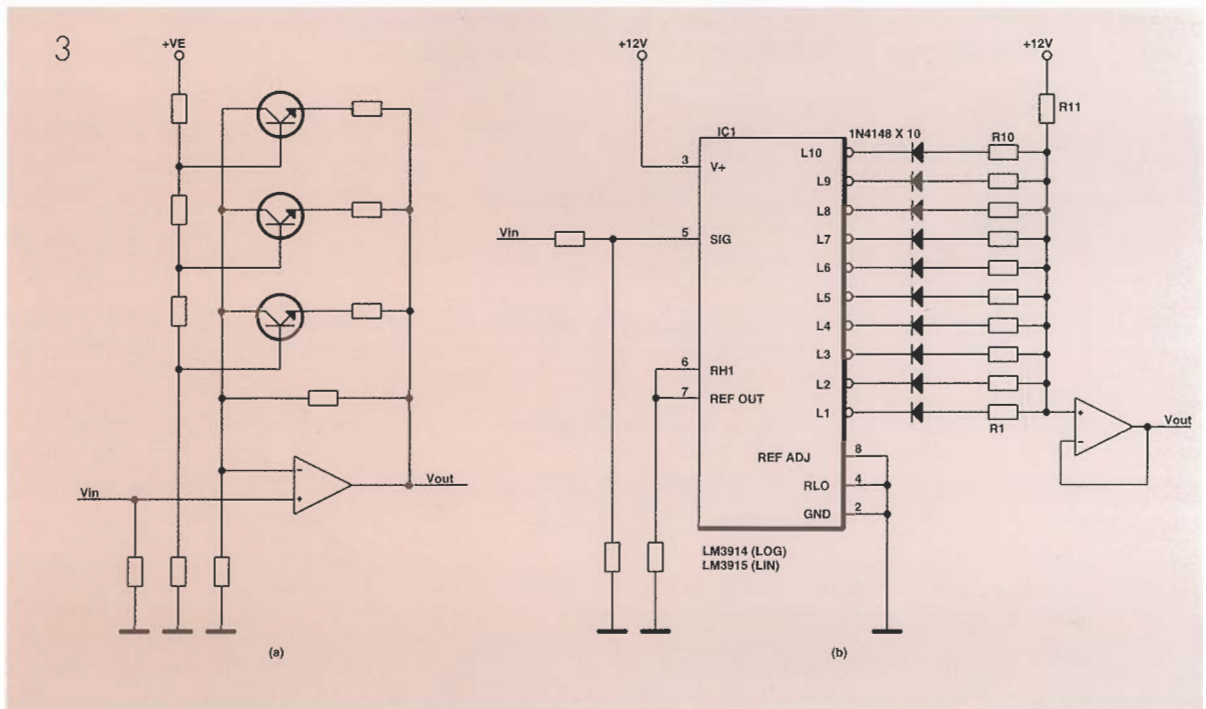 3
+VE
Vin
Vout
(a)
+12V
+12V
R11
IC1
1N4148 X 10
R10
L10
3
V+
L9
L8
Vin
5
SIG
L7
L6
L5
L4
L3
6
RH1
L2
7
REF OUT
L1
R1
Vout
REF ADJ
8
RLO
4
GND
2
LM3914 (LOG)
LM3915 (LIN)
(b)